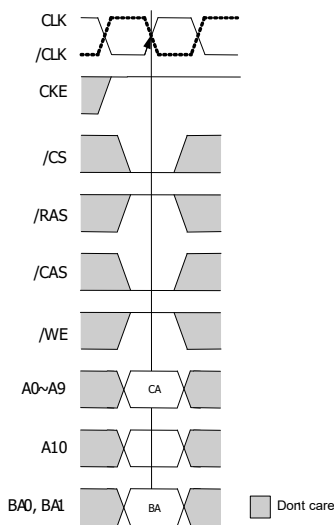 CLK
/CLK
CKE
/CS
/RAS
/CAS
/WE
A0~A9 CA
A10
BA0, BA1 BA
Dont care